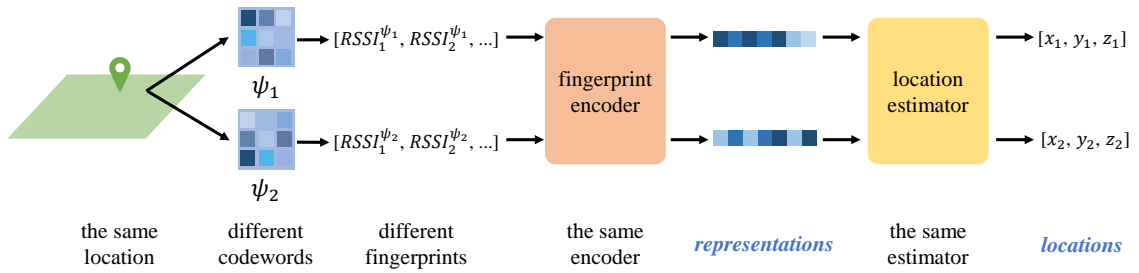 ψ₁
[RSSI₁^ψ₁, RSSI₂^ψ₁, ...]
fingerprint
encoder
location
estimator
[x₁, y₁, z₁]
ψ₂
[RSSI₁^ψ₂, RSSI₂^ψ₂, ...]
[x₂, y₂, z₂]
the same
location
different
codewords
different
fingerprints
the same
encoder
representations
the same
estimator
locations